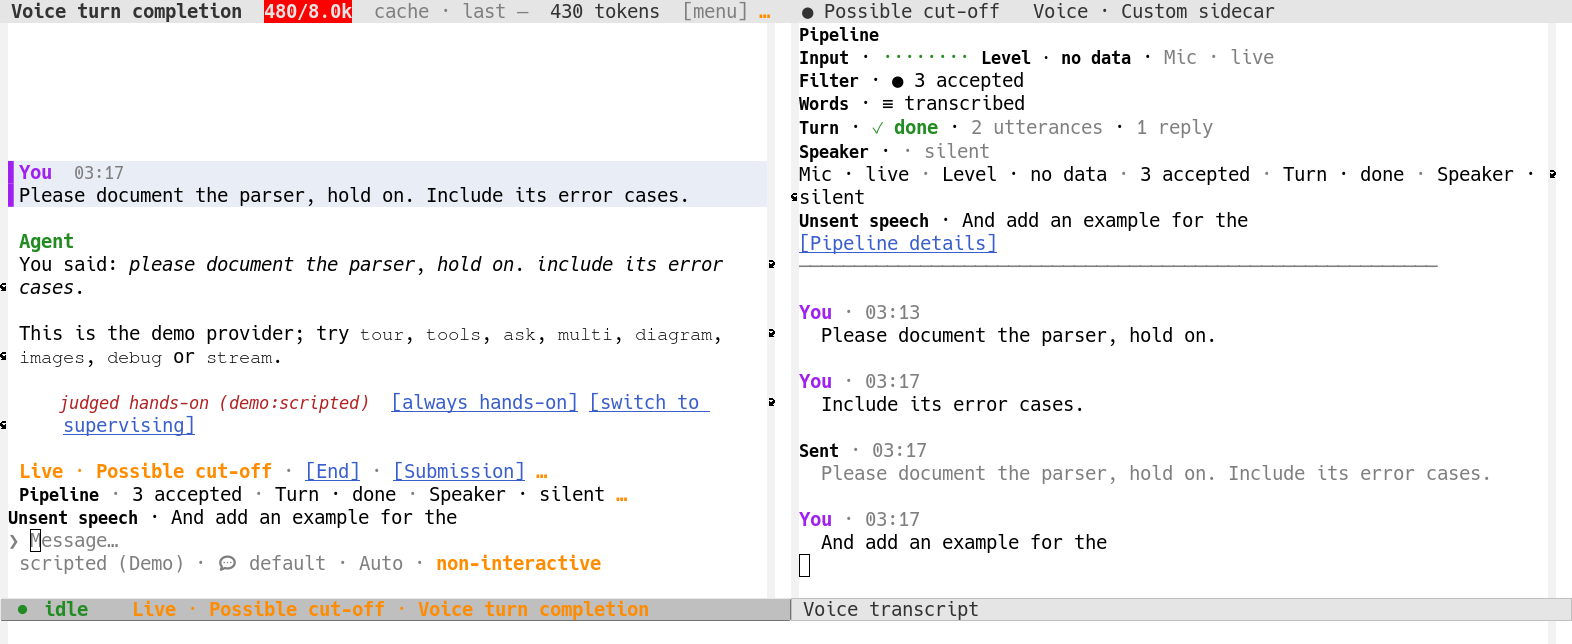 Voice turn completion 480/8.0k cache · last — 430 tokens [menu] …
You 03:17
Please document the parser, hold on. Include its error cases.
Agent
You said: please document the parser, hold on. include its error
cases.
This is the demo provider; try tour, tools, ask, multi, diagram,
images, debug or stream.
judged hands-on (demo:scripted) [always hands-on] [switch to
supervising]
Live · Possible cut-off · [End] · [Submission] …
Pipeline · 3 accepted · Turn · done · Speaker · silent …
Unsent speech · And add an example for the
❯ Message…
scripted (Demo) · 💬 default · Auto · non-interactive
● idle Live · Possible cut-off · Voice turn completion
● Possible cut-off Voice · Custom sidecar
Pipeline
Input · ········ Level · no data · Mic · live
Filter · ● 3 accepted
Words · ≡ transcribed
Turn · ✓ done · 2 utterances · 1 reply
Speaker · · silent
Mic · live · Level · no data · 3 accepted · Turn · done · Speaker ·
silent
Unsent speech · And add an example for the
[Pipeline details]
You · 03:13
Please document the parser, hold on.
You · 03:17
Include its error cases.
Sent · 03:17
Please document the parser, hold on. Include its error cases.
You · 03:17
And add an example for the
Voice transcript